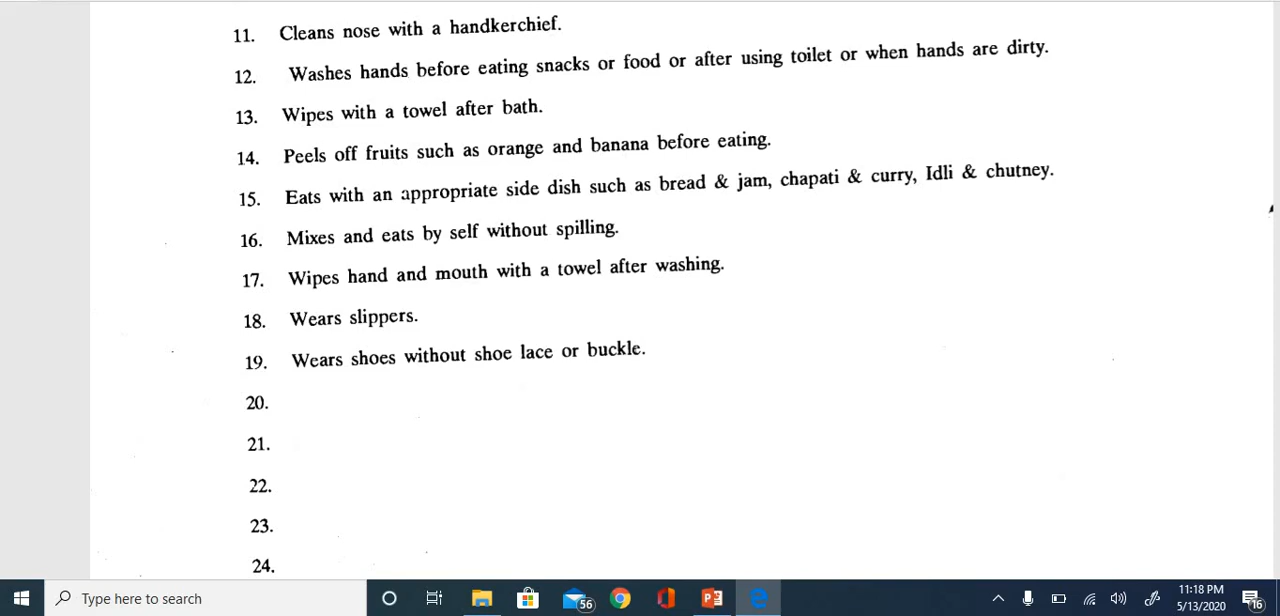 11. Cleans nose with a handkerchief.
12. Washes hands before eating snacks or food or after using toilet or when hands are dirty.
13. Wipes with a towel after bath.
14. Peels off fruits such as orange and banana before eating.
15. Eats with an appropriate side dish such as bread & jam, chapati & curry, Idli & chutney.
16. Mixes and eats by self without spilling.
17. Wipes hand and mouth with a towel after washing.
18. Wears slippers.
19. Wears shoes without shoe lace or buckle.
20.
21.
22.
23.
24.
Type here to search
56
11:18 PM
5/13/2020
16